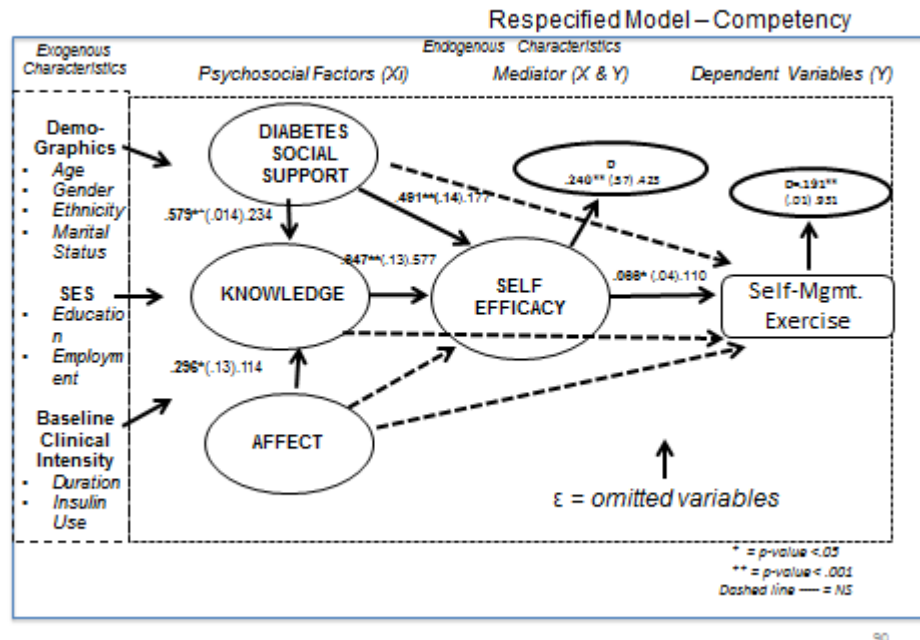 Respecified Model – Competency
Exogenous
Characteristics
Endogenous Characteristics
Psychosocial Factors (Xi)
Mediator (X & Y)
Dependent Variables (Y)
Demo-
Graphics
• Age
• Gender
• Ethnicity
• Marital
Status
SES
• Educatio
n
• Employm
ent
Baseline
Clinical
Intensity
• Duration
• Insulin
Use
DIABETES
SOCIAL
SUPPORT
.579**(.014).234
.491**(.14).177
KNOWLEDGE
.847**(.13).577
.296*(.13).114
AFFECT
SELF
EFFICACY
D
.240** (.57) .425
.088* (.04).110
D=.191**
(.01) .951
Self-Mgmt.
Exercise
ε = omitted variables
* = p-value <.05
** = p-value < .001
Dashed line ---- = NS
90